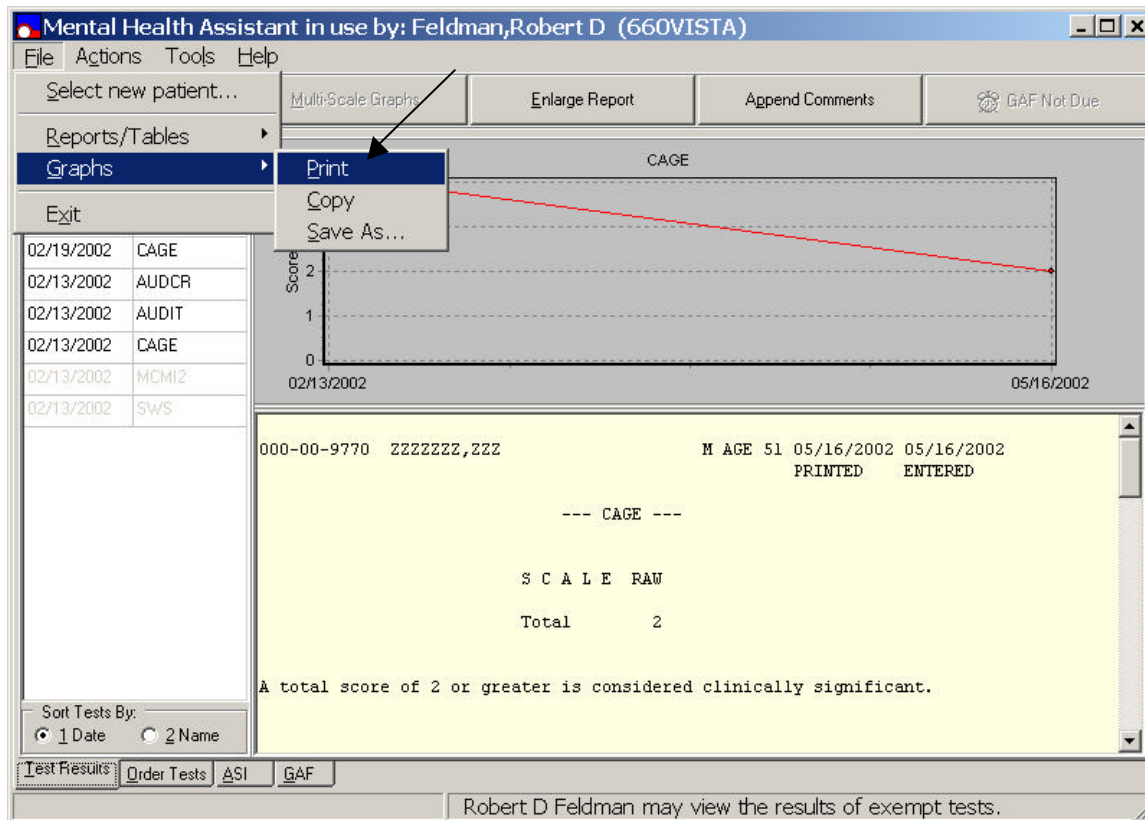 Mental Health Assistant in use by: Feldman,Robert D (660VISTA)
File Actions Tools Help
Select new patient...
Reports/Tables
Graphs
Exit
Print
Copy
Save As...
Multi-Scale Graphs
Enlarge Report
Append Comments
GAF Not Due
02/19/2002 CAGE
02/13/2002 AUDCR
02/13/2002 AUDIT
02/13/2002 CAGE
02/13/2002 MCMI2
02/13/2002 SWS
CAGE
Score
2
1
0
02/13/2002 05/16/2002
000-00-9770 ZZZZZZZ,ZZZ M AGE 51 05/16/2002 05/16/2002
PRINTED ENTERED
--- CAGE ---
S C A L E RAW
Total 2
A total score of 2 or greater is considered clinically significant.
Sort Tests By:
1 Date 2 Name
Test Results Order Tests ASI GAF
Robert D Feldman may view the results of exempt tests.